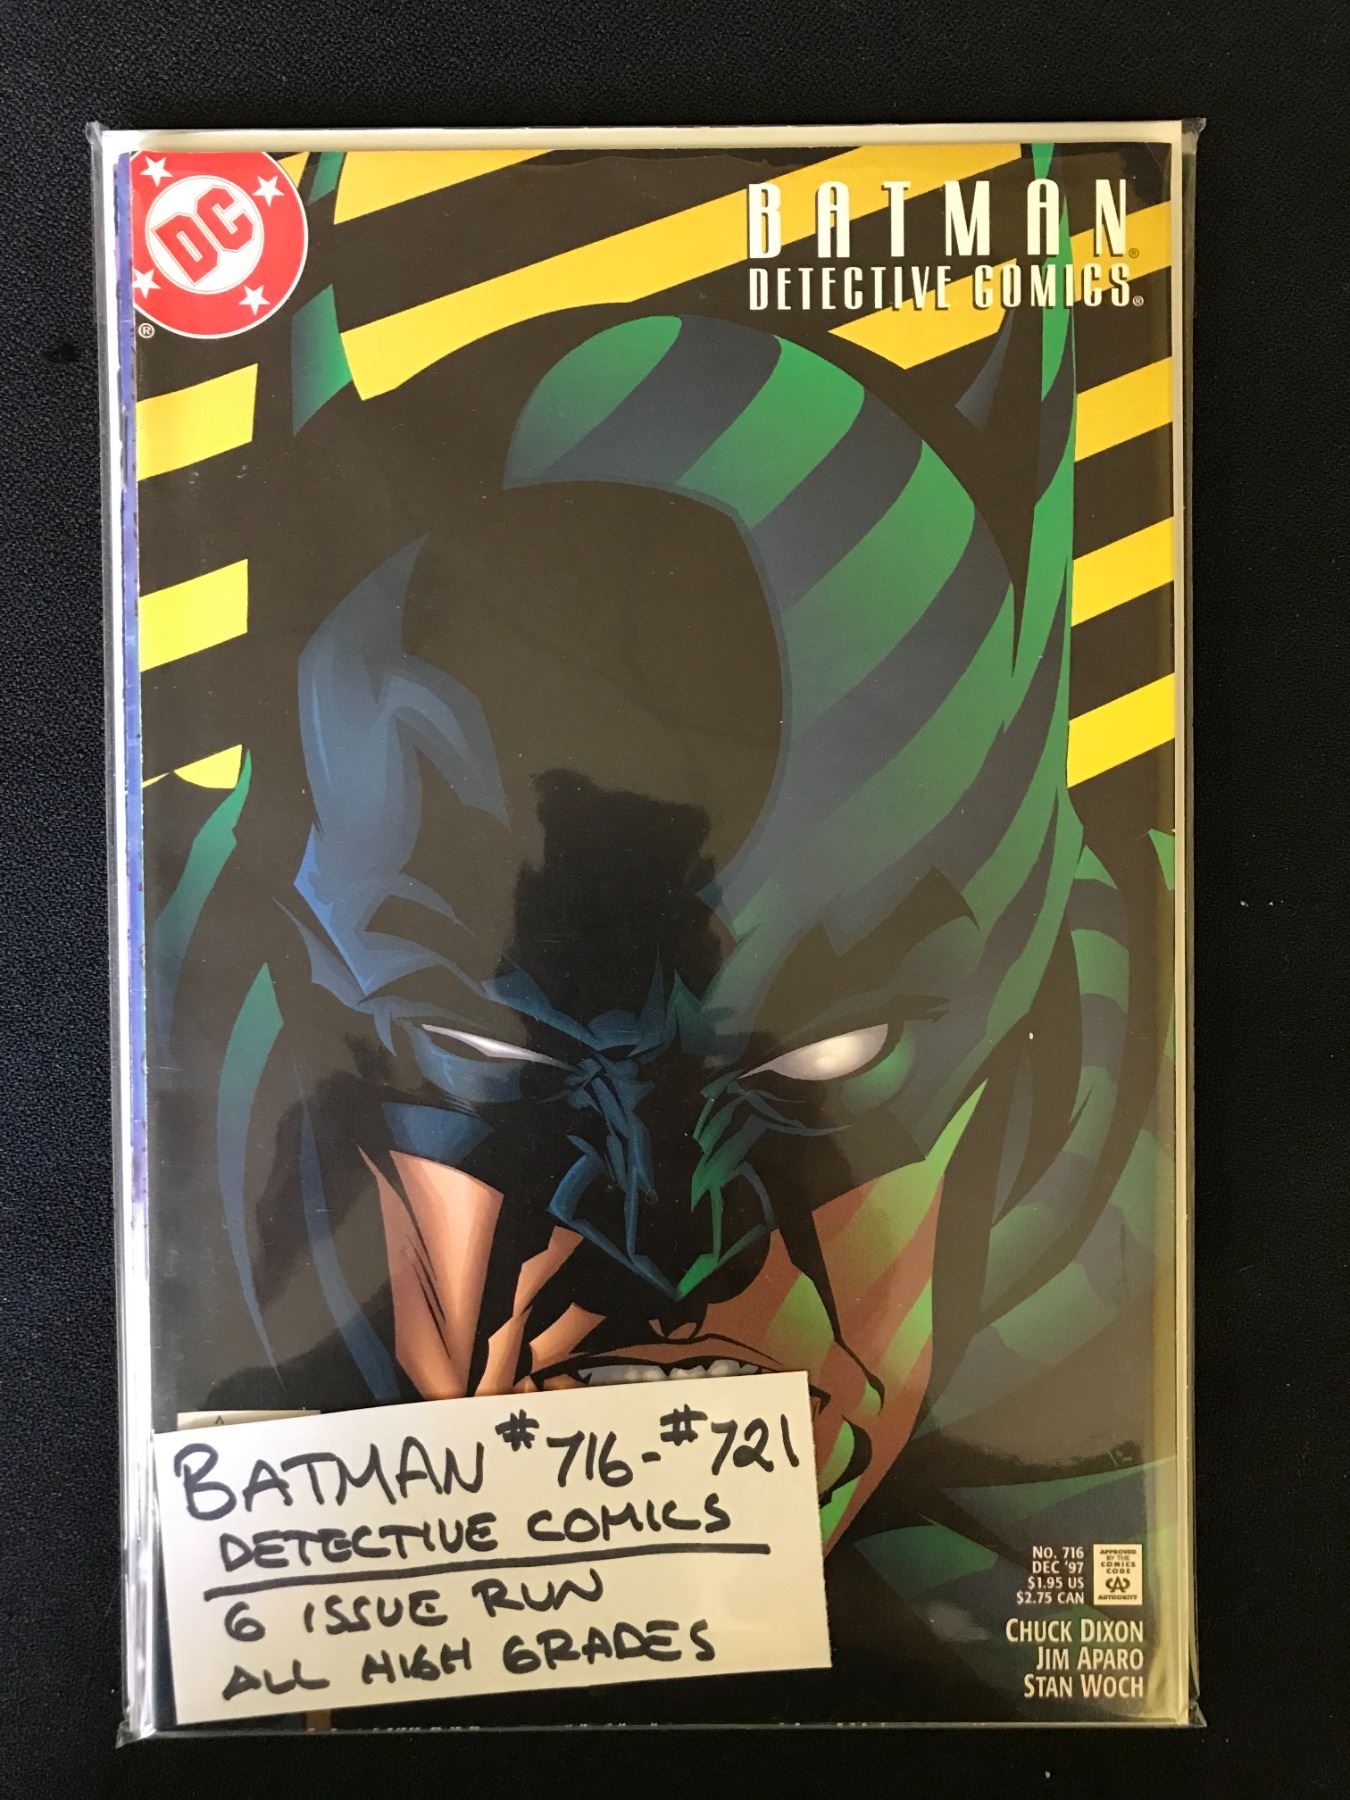 DC
®
BATMAN®
DETECTIVE COMICS®
BATMAN #716-#721
DETECTIVE COMICS
6 ISSUE RUN
ALL HIGH GRADES
NO. 716
DEC '97
$1.95 US
$2.75 CAN
APPROVED
BY THE
COMICS
CODE
CA
AUTHORITY
CHUCK DIXON
JIM APARO
STAN WOCH